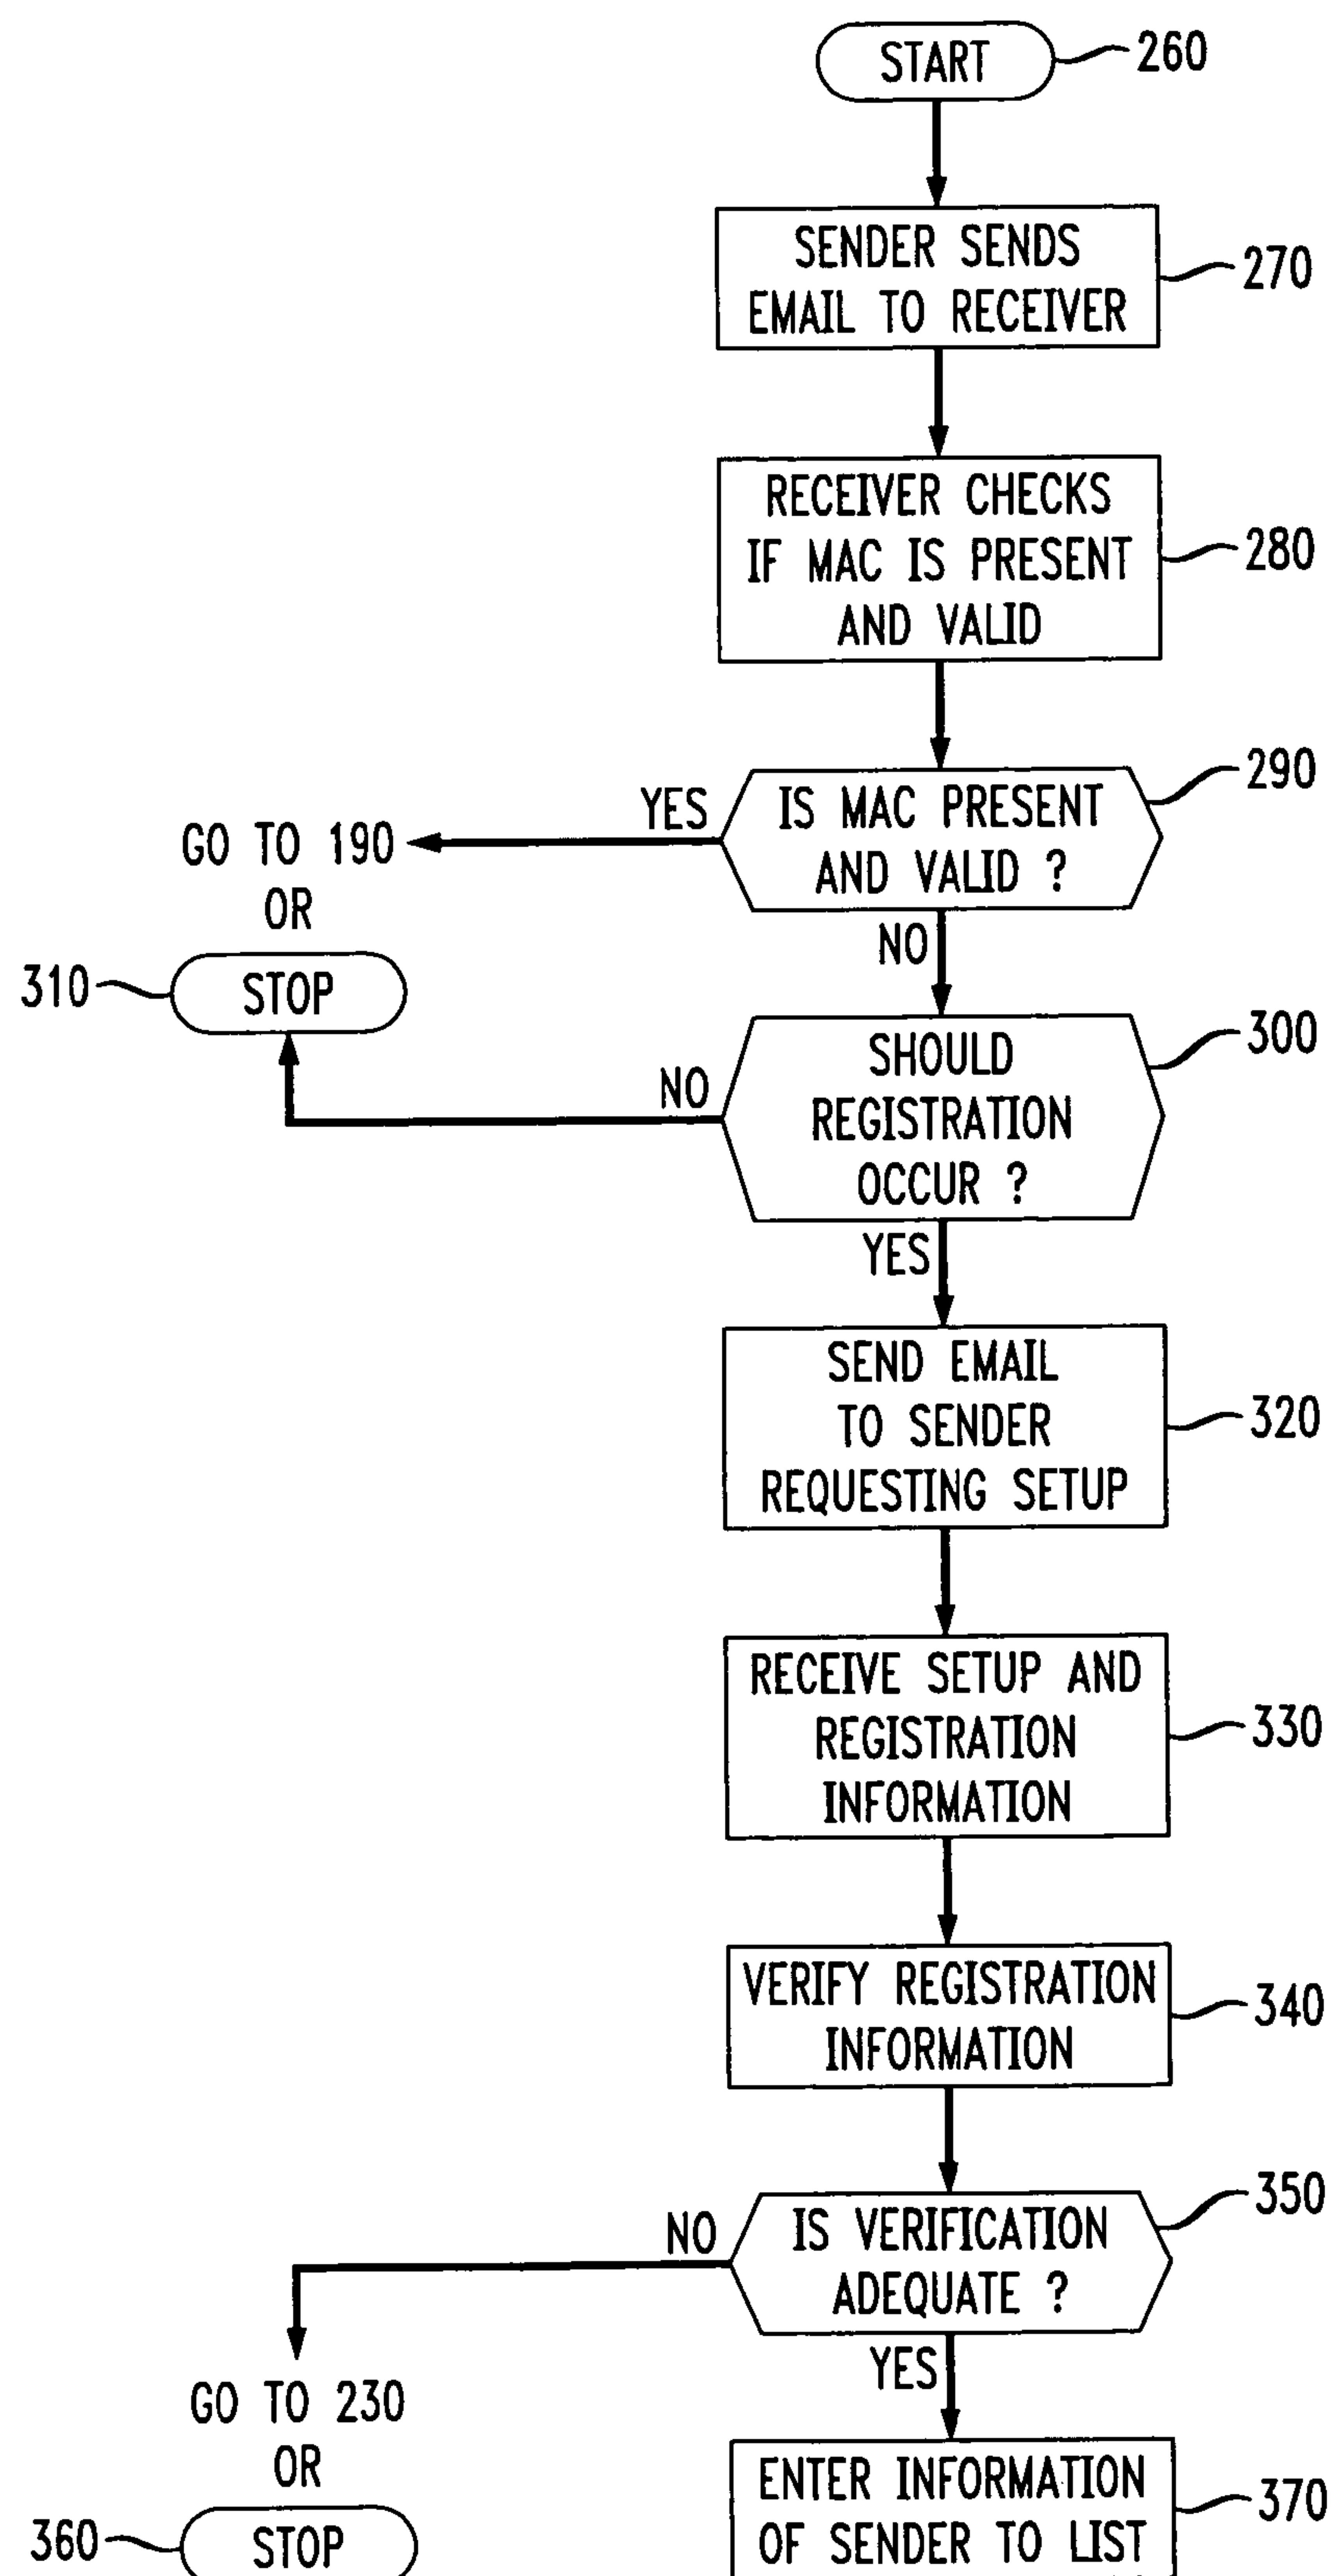 START
260
SENDER SENDS
EMAIL TO RECEIVER
270
RECEIVER CHECKS
IF MAC IS PRESENT
AND VALID
280
IS MAC PRESENT
AND VALID ?
290
YES
GO TO 190
OR
STOP
310
NO
SHOULD
REGISTRATION
OCCUR ?
300
NO
YES
SEND EMAIL
TO SENDER
REQUESTING SETUP
320
RECEIVE SETUP AND
REGISTRATION
INFORMATION
330
VERIFY REGISTRATION
INFORMATION
340
IS VERIFICATION
ADEQUATE ?
350
NO
GO TO 230
OR
STOP
360
YES
ENTER INFORMATION
OF SENDER TO LIST
370